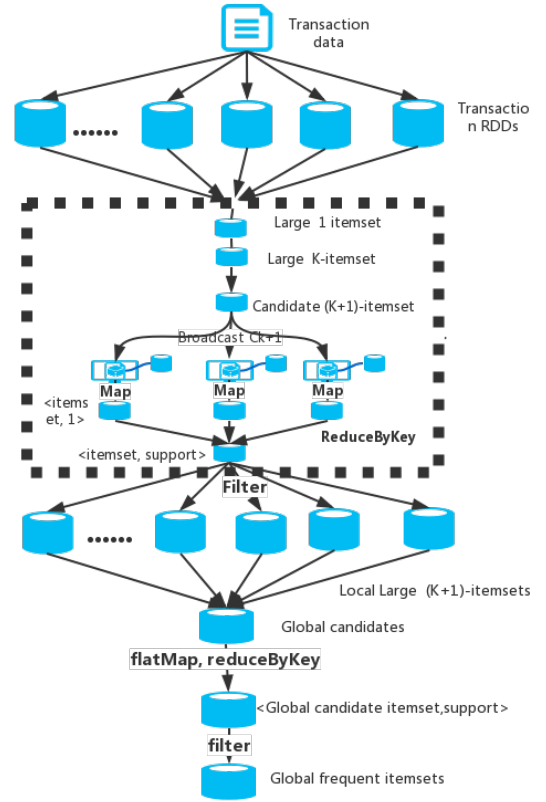 Transaction
data
Transactio
n RDDs
......
Large 1 itemset
Large K-itemset
Candidate (K+1)-itemset
Broadcast Ck+1
Map
Map
Map
<items
et, 1>
ReduceByKey
<itemset, support>
Filter
......
Local Large (K+1)-itemsets
Global candidates
flatMap, reduceByKey
<Global candidate itemset,support>
filter
Global frequent itemsets